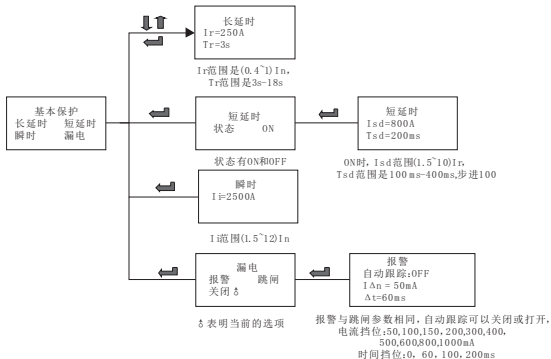 长延时
Ir=250A
Tr=3s
Ir范围是(0.4~1)In,
Tr范围是3s-18s
基本保护
长延时 短延时
瞬时 漏电
短延时
状态 ON
状态有ON和OFF
短延时
Isd=800A
Tsd=200ms
ON时, Isd范围(1.5~10)Ir,
Tsd范围是100ms-400ms,步进100
瞬时
Ii=2500A
Ii范围(1.5~12)In
漏电
报警 跳闸
关闭♁
♁表明当前的选项
报警
自动跟踪:OFF
IΔn=50mA
Δt=60ms
报警与跳闸参数相同, 自动跟踪可以关闭或打开,
电流挡位:50,100,150, 200,300,400,
500,600,800,1000mA
时间挡位:0, 60, 100, 200ms